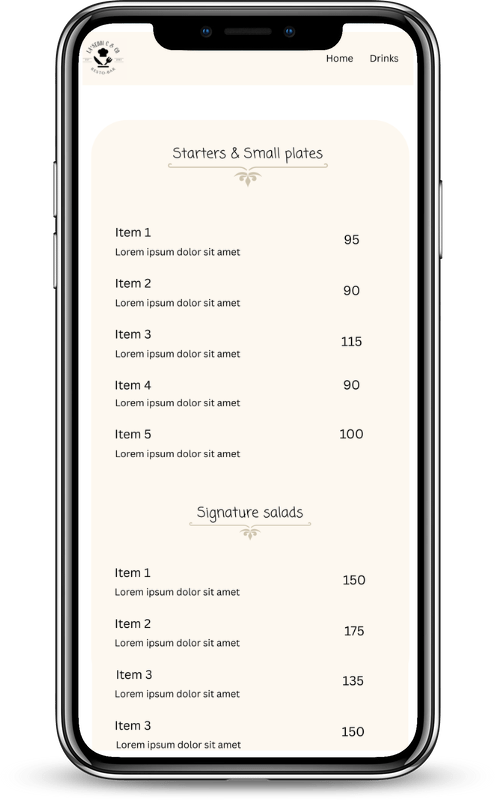 RESTO-BAR
Home Drinks
Starters & Small plates
Item 1
95
Lorem ipsum dolor sit amet
Item 2
90
Lorem ipsum dolor sit amet
Item 3
115
Lorem ipsum dolor sit amet
Item 4
90
Lorem ipsum dolor sit amet
Item 5
100
Lorem ipsum dolor sit amet
Signature salads
Item 1
150
Lorem ipsum dolor sit amet
Item 2
175
Lorem ipsum dolor sit amet
Item 3
135
Lorem ipsum dolor sit amet
Item 3
150
Lorem ipsum dolor sit amet